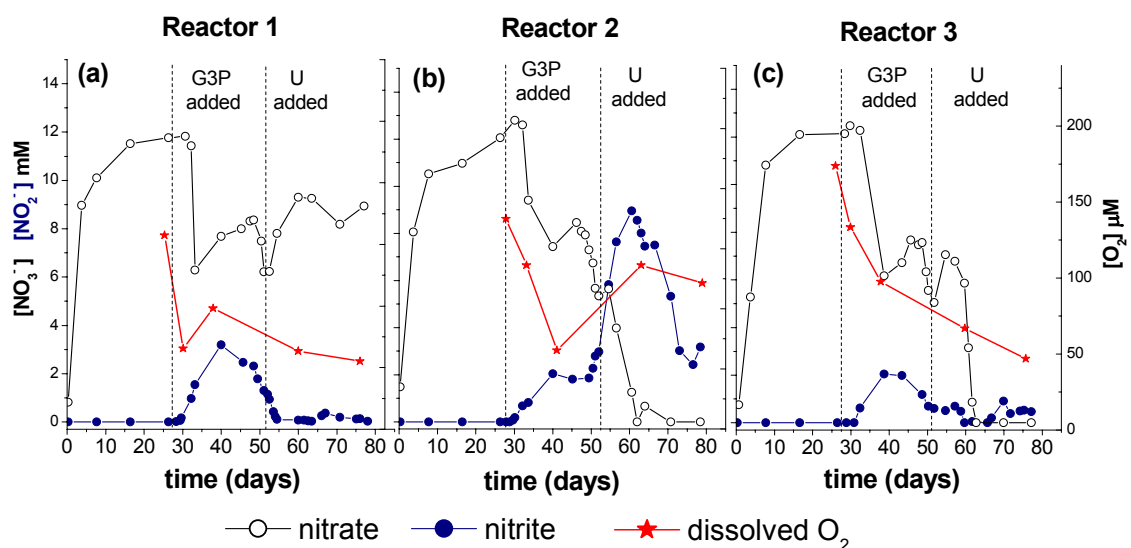 Reactor 1
Reactor 2
Reactor 3
(a)
G3P added
U added
(b)
G3P added
U added
(c)
G3P added
U added
[NO₃⁻] [NO₂⁻] mM
14
12
10
8
6
4
2
0
200
150
100
50
0
[O₂] µM
0 10 20 30 40 50 60 70 80
0 10 20 30 40 50 60 70 80
0 10 20 30 40 50 60 70 80
time (days)
time (days)
time (days)
nitrate
nitrite
dissolved O₂